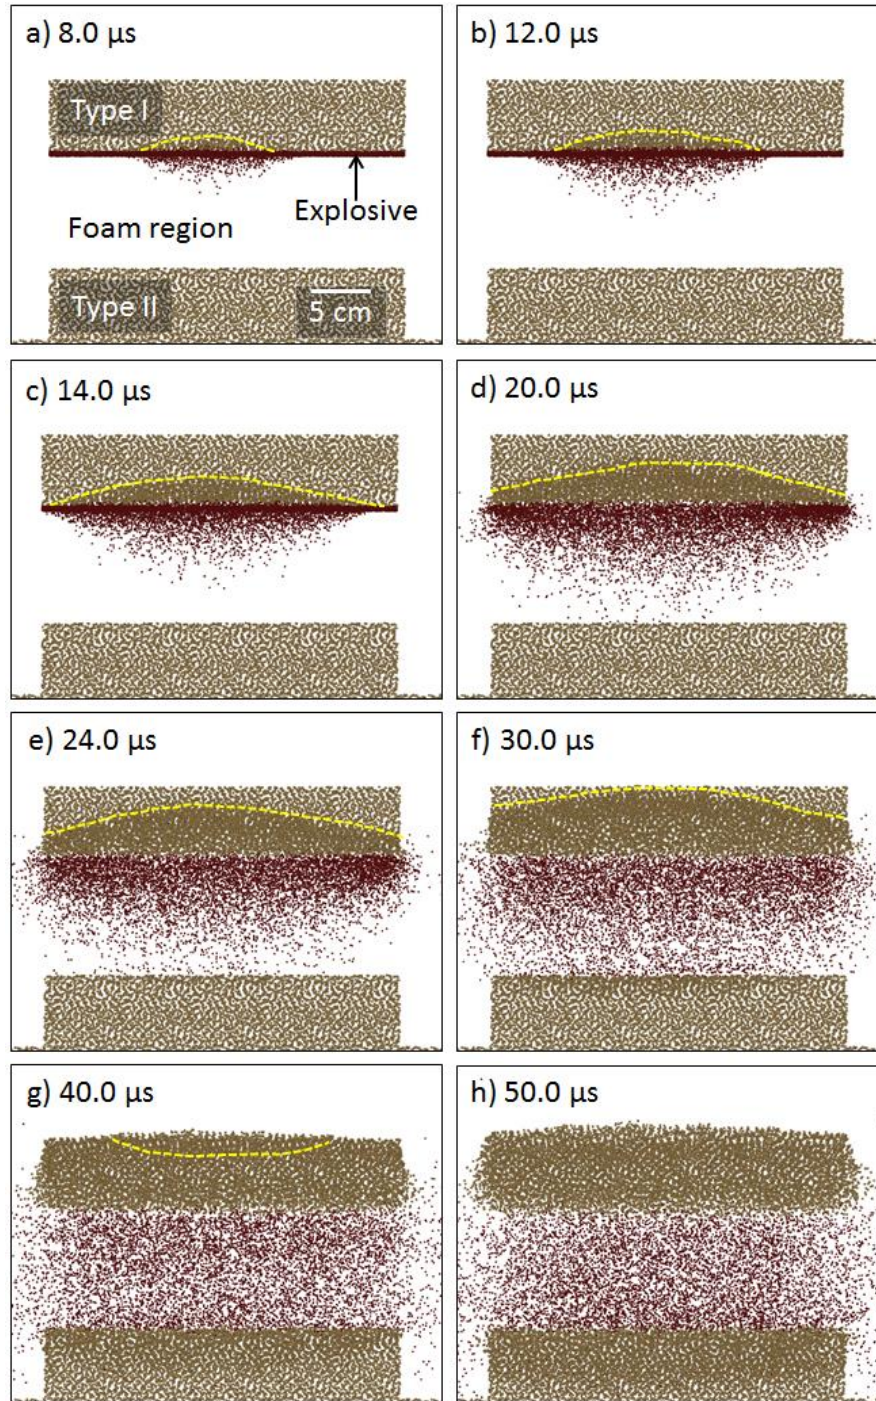 a) 8.0 µs
Type I
Explosive
Foam region
Type II
5 cm
b) 12.0 µs
c) 14.0 µs
d) 20.0 µs
e) 24.0 µs
f) 30.0 µs
g) 40.0 µs
h) 50.0 µs